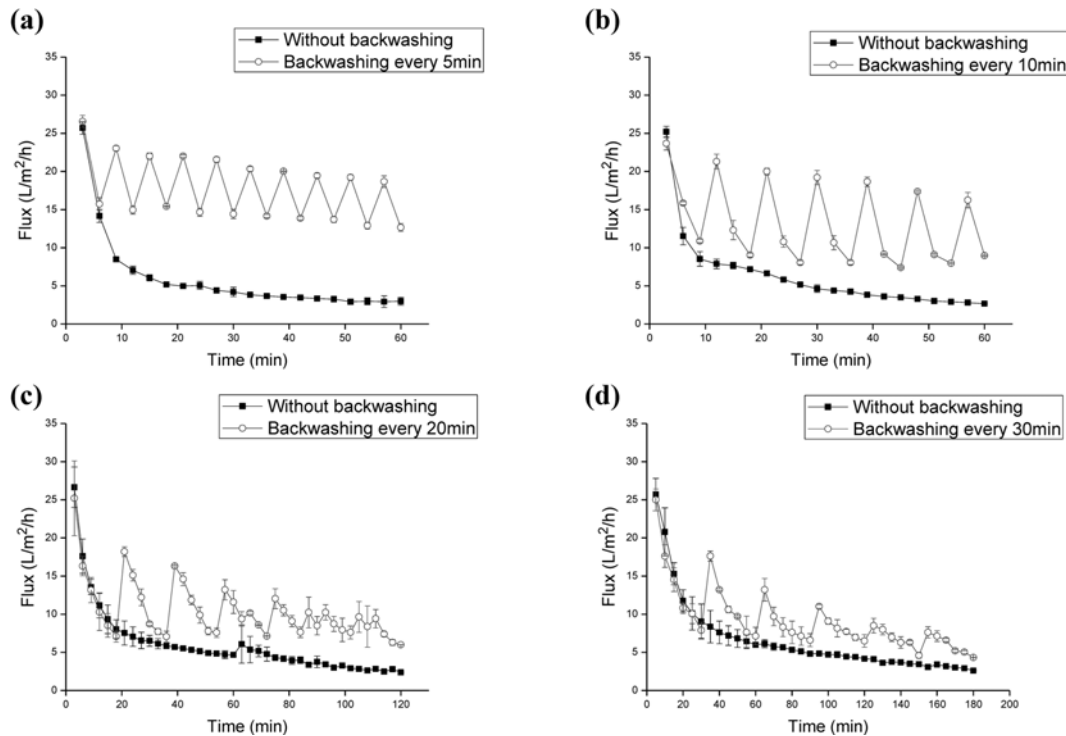 (a)
Without backwashing
Backwashing every 5min
35
30
25
20
15
10
5
0
Flux (L/m²/h)
0 10 20 30 40 50 60
Time (min)
(b)
Without backwashing
Backwashing every 10min
35
30
25
20
15
10
5
0
Flux (L/m²/h)
0 10 20 30 40 50 60
Time (min)
(c)
Without backwashing
Backwashing every 20min
35
30
25
20
15
10
5
0
Flux (L/m²/h)
0 20 40 60 80 100 120
Time (min)
(d)
Without backwashing
Backwashing every 30min
35
30
25
20
15
10
5
0
Flux (L/m²/h)
0 20 40 60 80 100 120 140 160 180 200
Time (min)